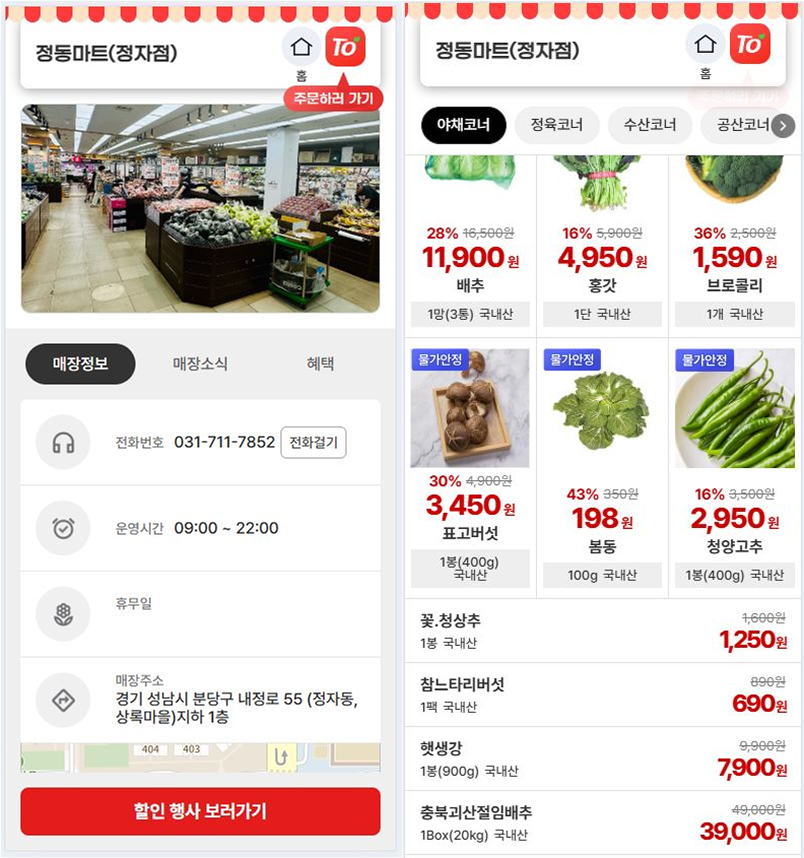 정동마트(정자점)
홈
To
주문하러 가기
매장정보
매장소식
혜택
전화번호 031-711-7852 전화걸기
운영시간 09:00 ~ 22:00
휴무일
매장주소
경기 성남시 분당구 내정로 55 (정자동,
상록마을)지하 1층
404 403
할인 행사 보러가기
정동마트(정자점)
홈
To
주문하러 가기
야채코너
정육코너
수산코너
공산코너
28% 16,500원
11,900원
배추
1망(3통) 국내산
16% 5,900원
4,950원
홍갓
1단 국내산
36% 2,500원
1,590원
브로콜리
1개 국내산
물가안정
30% 4,900원
3,450원
표고버섯
1봉(400g)
국내산
물가안정
43% 350원
198원
봄동
100g 국내산
물가안정
16% 3,500원
2,950원
청양고추
1봉(400g) 국내산
꽃.청상추
1봉 국내산
1,600원
1,250원
참느타리버섯
1팩 국내산
890원
690원
햇생강
1봉(900g) 국내산
9,900원
7,900원
충북괴산절임배추
1Box(20kg) 국내산
49,000원
39,000원